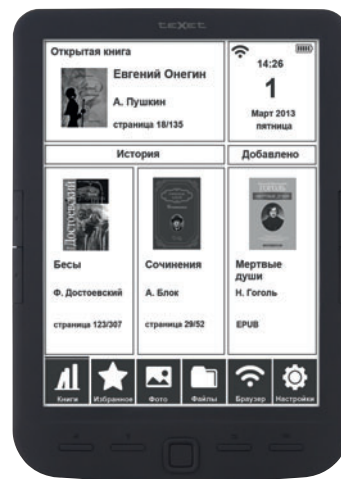 teXet
Открытая книга
Евгений Онегин
А. Пушкин
страница 18/135
14:26
1
Март 2013
пятница
История
Добавлено
Достоевский
Бесы
Ф. Достоевский
страница 123/307
Сочинения
А. Блок
страница 29/52
ГОГОЛЬ
Мертвые
души
Н. Гоголь
EPUB
Книги
Избранное
Фото
Файлы
Браузер
Настройки